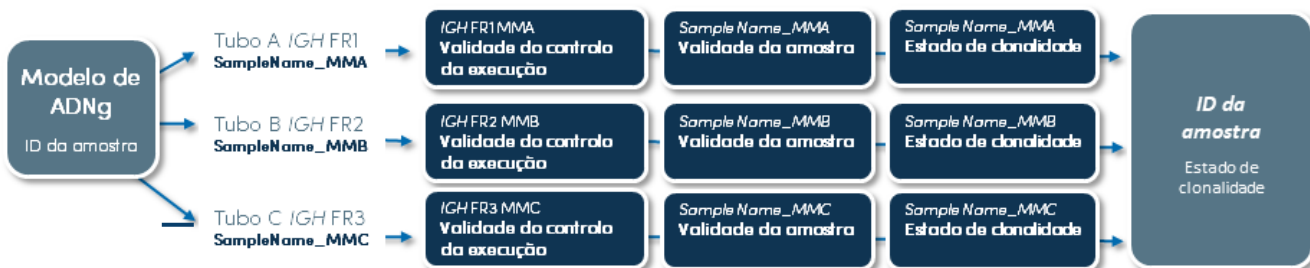 Modelo de
ADNg
ID da amostra
Tubo A IGH FR1
SampleName_MMA
IGH FR1 MMA
Validade do controlo
da execução
Sample Name_MMA
Validade da amostra
Sample Name_MMA
Estado de clonalidade
Tubo B IGH FR2
SampleName_MMB
IGH FR2 MMB
Validade do controlo
da execução
Sample Name_MMB
Validade da amostra
Sample Name_MMB
Estado de clonalidade
Tubo C IGH FR3
SampleName_MMC
IGH FR3 MMC
Validade do controlo
da execução
Sample Name_MMC
Validade da amostra
Sample Name_MMC
Estado de clonalidade
ID da
amostra
Estado de
clonalidade